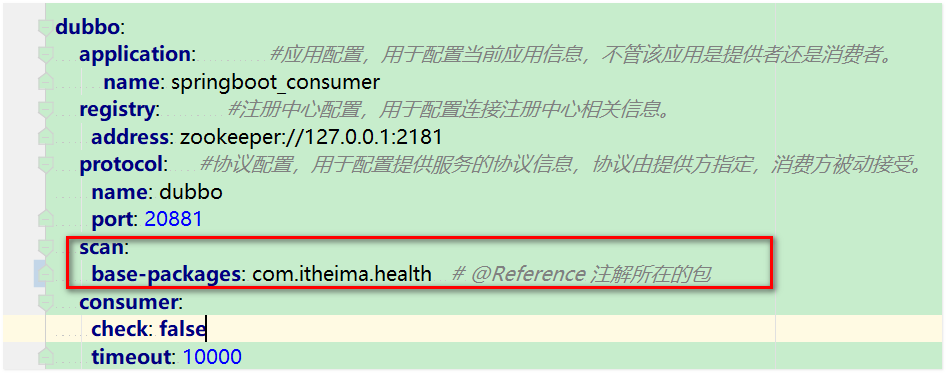 dubbo:
application: #应用配置，用于配置当前应用信息，不管该应用是提供者还是消费者。
name: springboot_consumer
registry: #注册中心配置，用于配置连接注册中心相关信息。
address: zookeeper://127.0.0.1:2181
protocol: #协议配置，用于配置提供服务的协议信息，协议由提供方指定，消费方被动接受。
name: dubbo
port: 20881
scan:
base-packages: com.itheima.health # @Reference 注解所在的包
consumer:
check: false
timeout: 10000